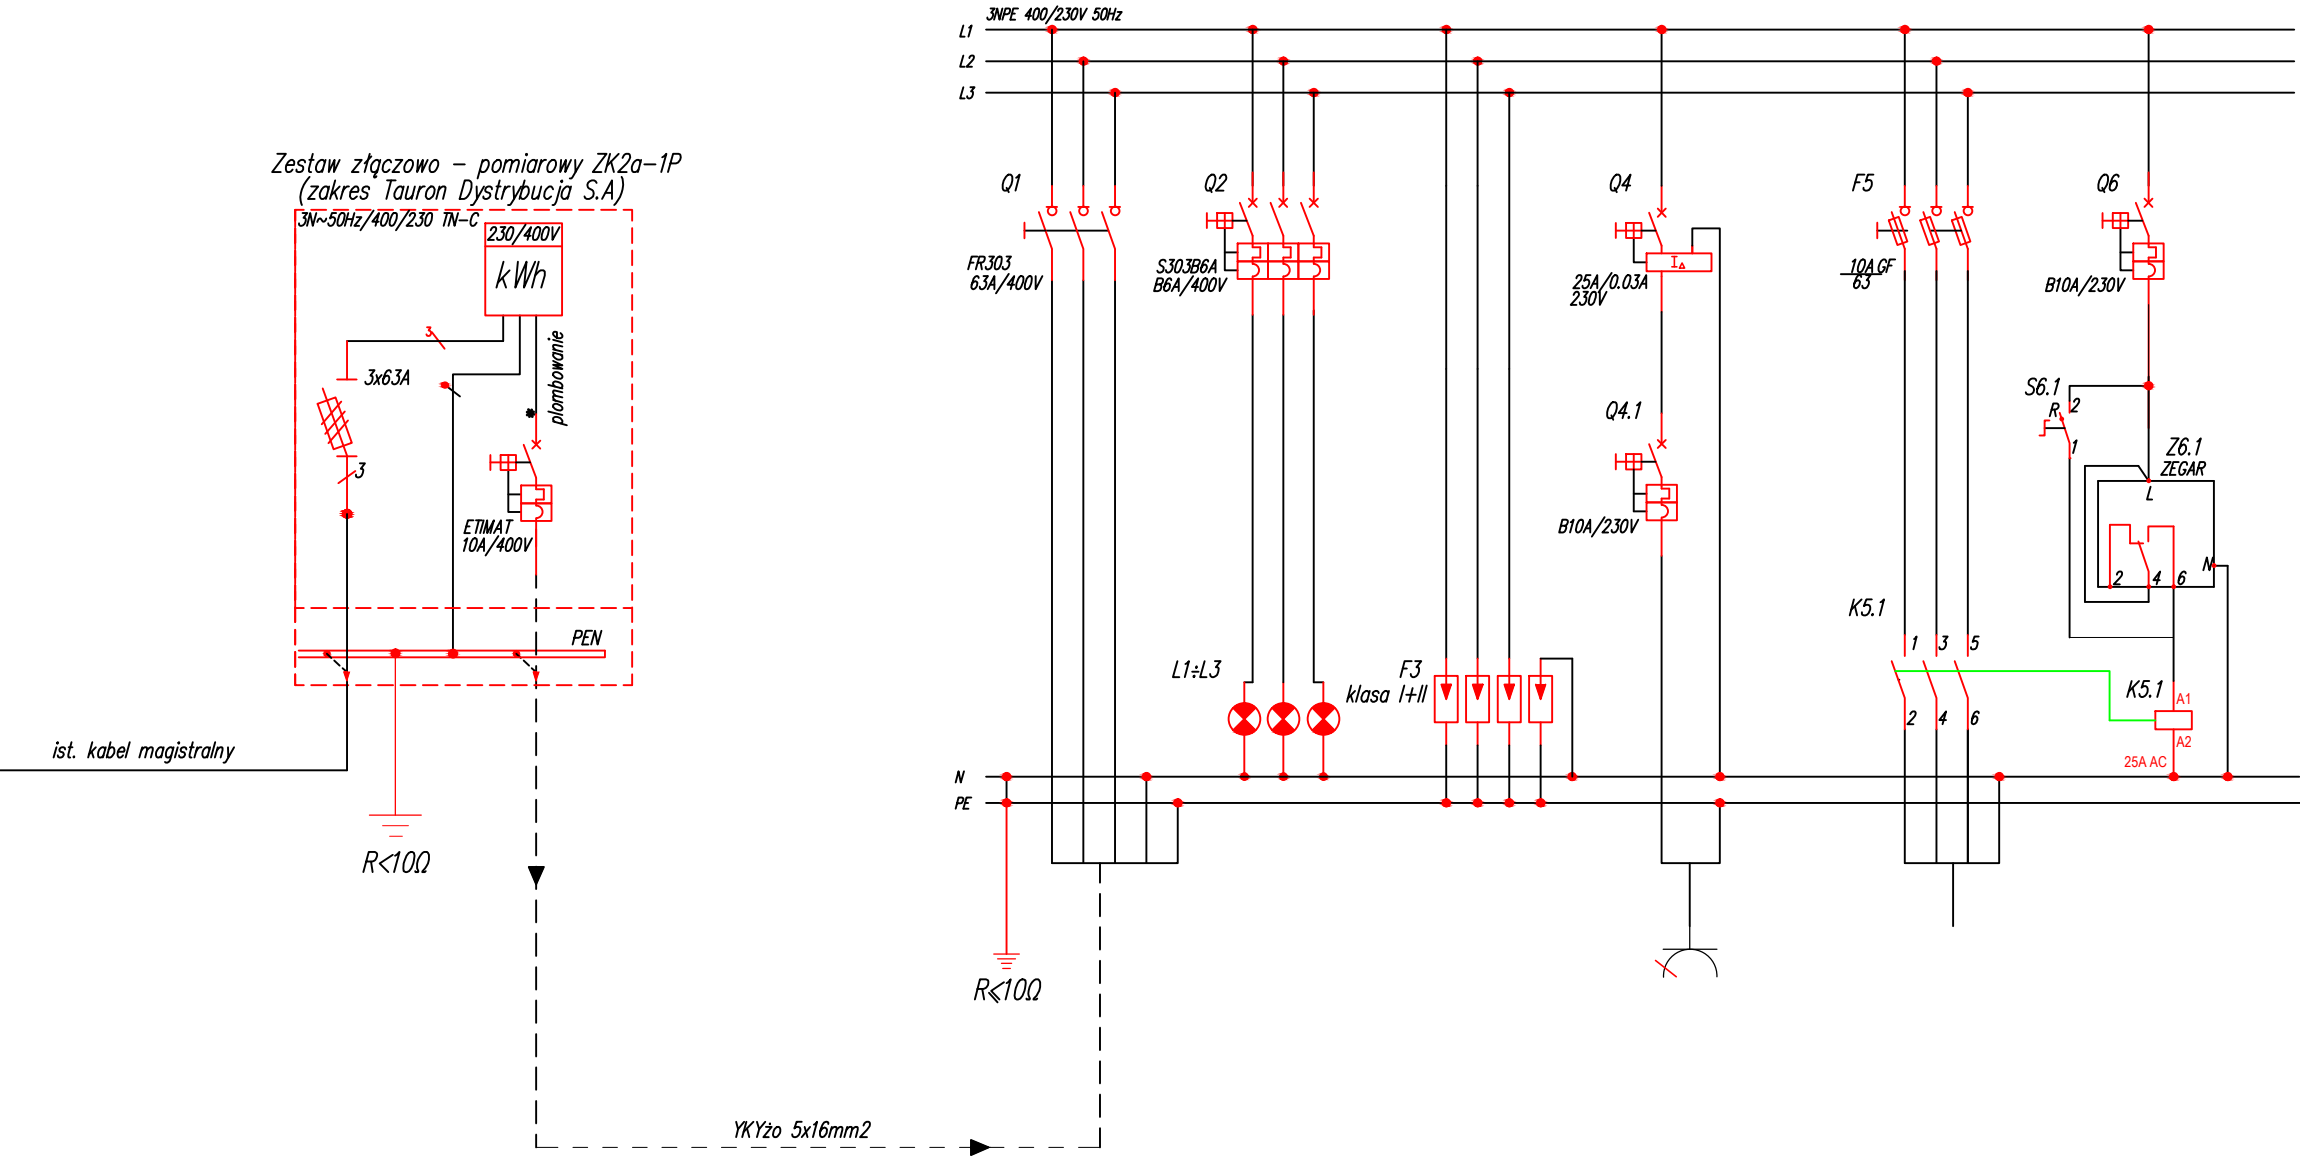 3NPE 400/230V 50Hz
L1
L2
L3
Zestaw złączowo – pomiarowy ZK2a–1P
(zakres Tauron Dystrybucja S.A)
3N~50Hz/400/230 TN-C
230/400V
kWh
3
3x63A
plombowanie
3
ETIMAT
10A/400V
PEN
ist. kabel magistralny
R<10Ω
YKYżo 5x16mm2
Q1
FR303
63A/400V
Q2
S303B6A
B6A/400V
L1÷L3
F3
klasa I+II
Q4
I∆
25A/0.03A
230V
Q4.1
B10A/230V
F5
10A GF
63
K5.1
1 3 5
2 4 6
Q6
B10A/230V
S6.1
R
2
1
Z6.1
ZEGAR
L
N
2 4 6
K5.1
A1
A2
25A AC
N
PE
R⩽10Ω